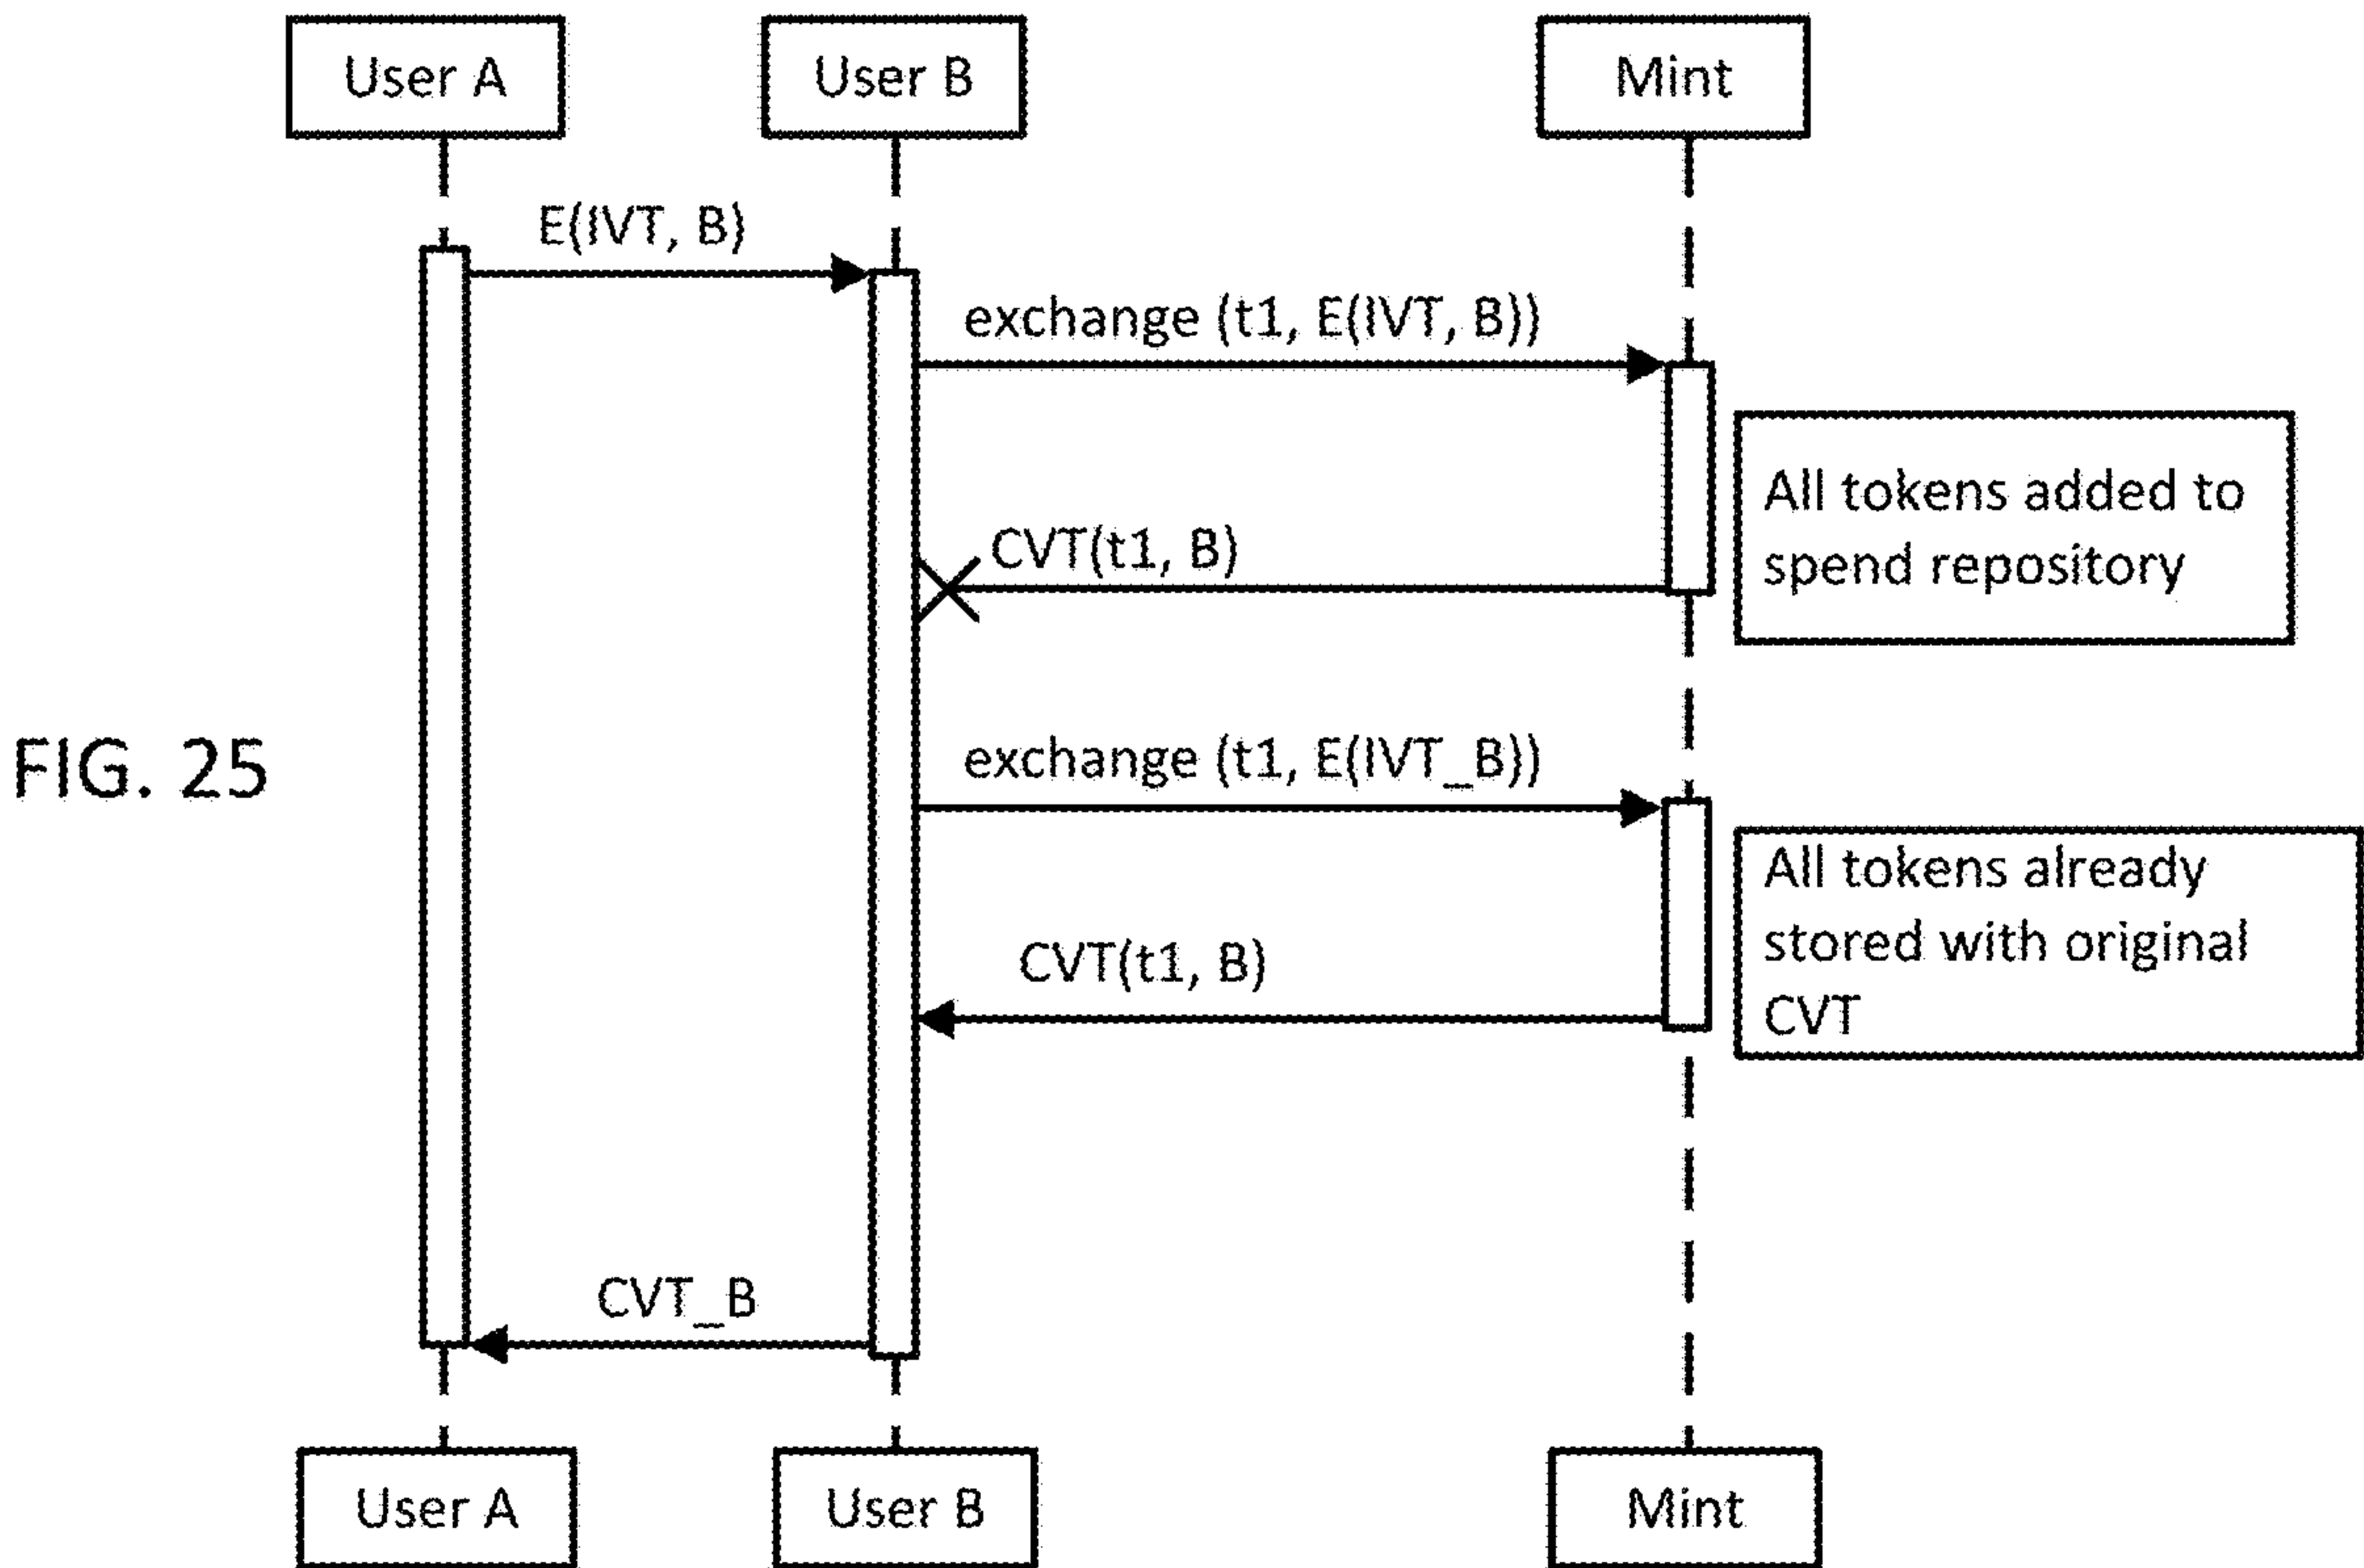 User A
User B
Mint
E(IVT, B)
exchange (t1, E(IVT, B))
All tokens added to
spend repository
CVT(t1, B)
FIG. 25
exchange (t1, E(IVT_B))
All tokens already
stored with original
CVT
CVT(t1, B)
CVT_B
User A
User B
Mint